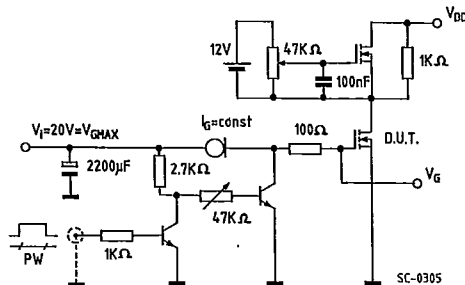 V_DD
12V
47KΩ
100nF
1KΩ
V_i=20V=V_GMAX
I_G=const
100Ω
D.U.T.
2200μF
2.7KΩ
V_G
47KΩ
PW
1KΩ
SC-0305